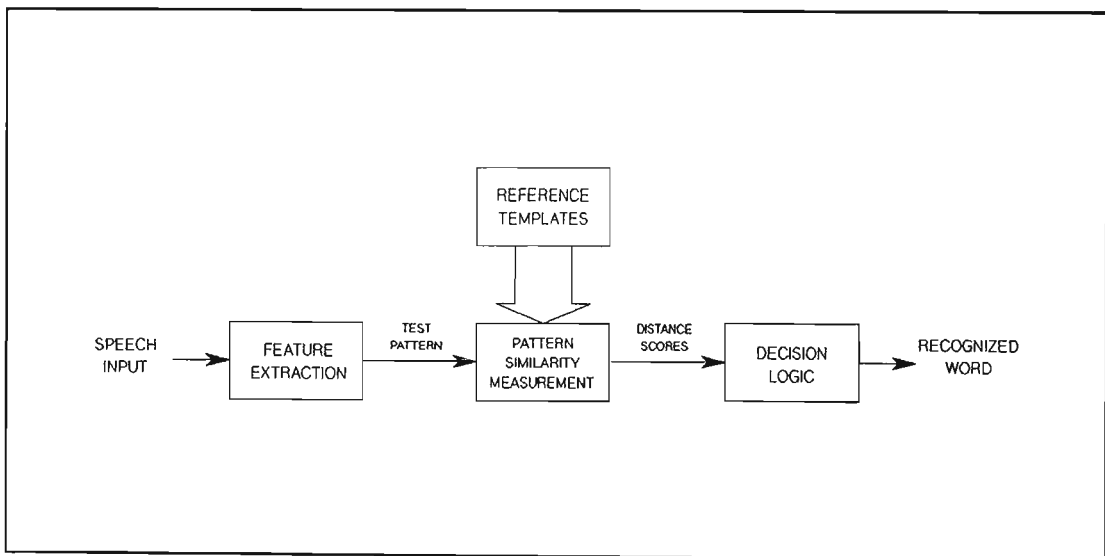 REFERENCE
TEMPLATES
SPEECH
INPUT
FEATURE
EXTRACTION
TEST
PATTERN
PATTERN
SIMILARITY
MEASUREMENT
DISTANCE
SCORES
DECISION
LOGIC
RECOGNIZED
WORD